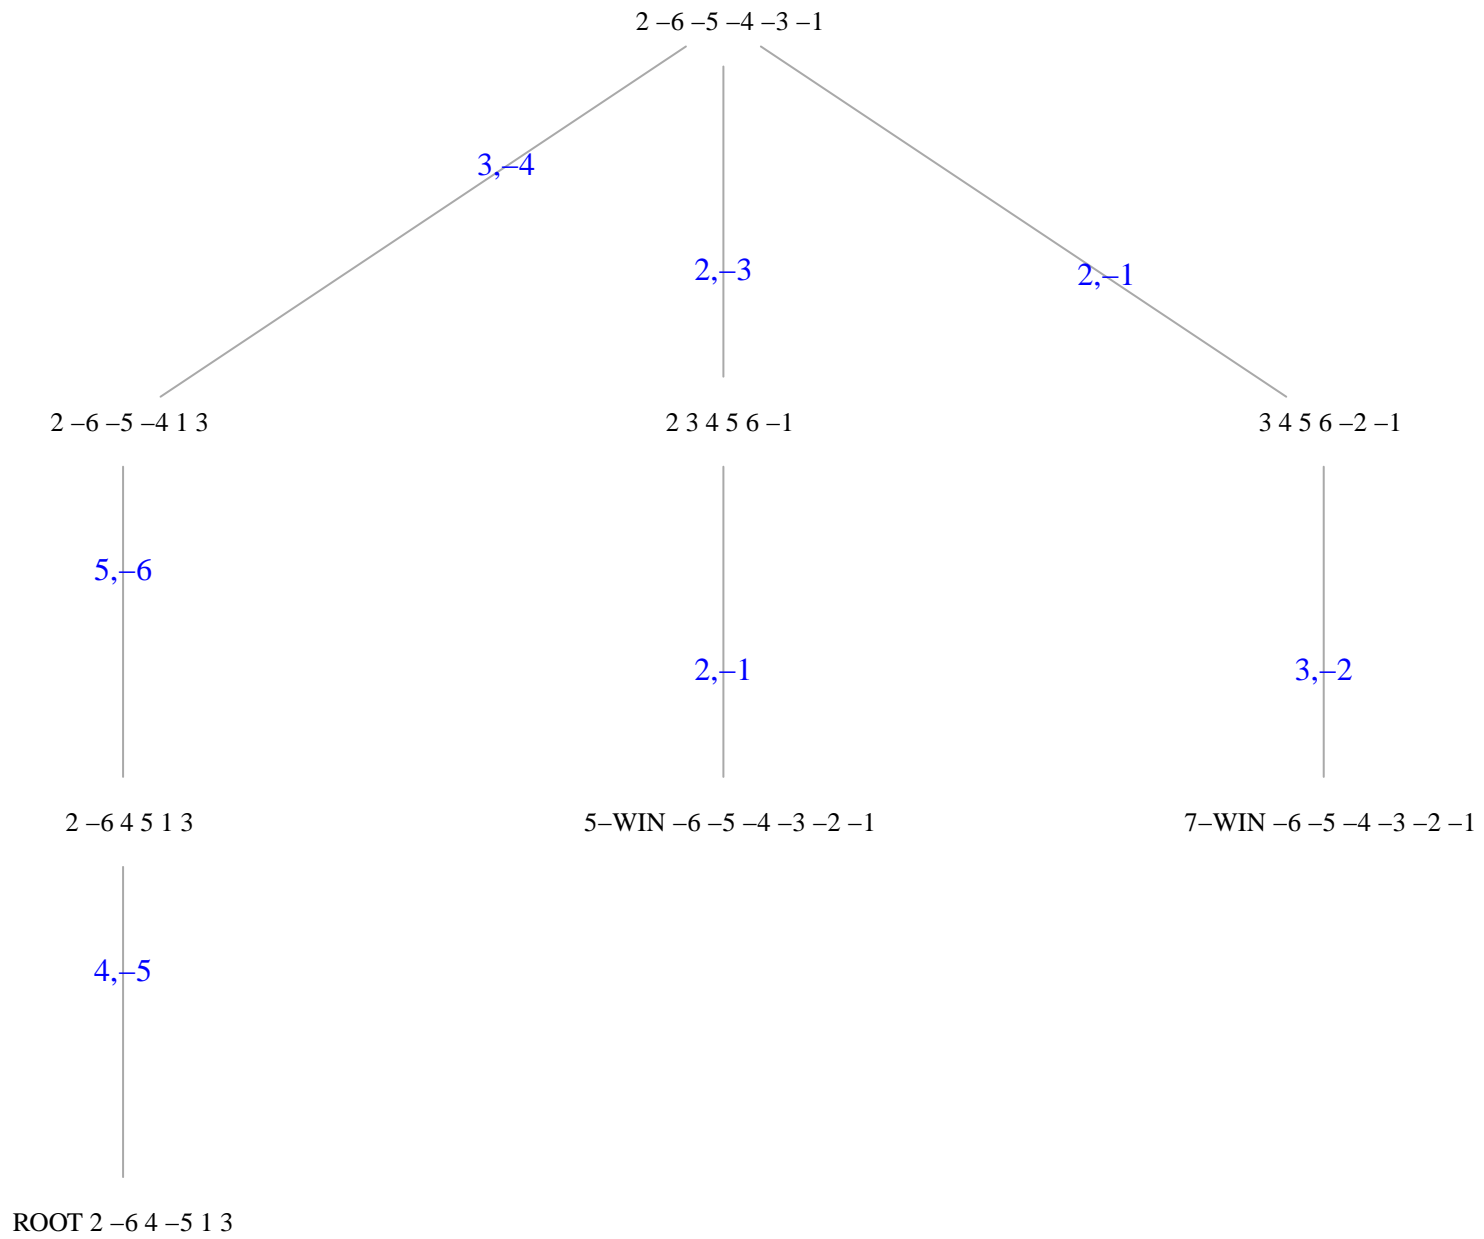 2 –6 –5 –4 –3 –1
3,–4
2,–3
2,–1
2 –6 –5 –4 1 3
2 3 4 5 6 –1
3 4 5 6 –2 –1
5,–6
2,–1
3,–2
2 –6 4 5 1 3
5–WIN –6 –5 –4 –3 –2 –1
7–WIN –6 –5 –4 –3 –2 –1
4,–5
ROOT 2 –6 4 –5 1 3